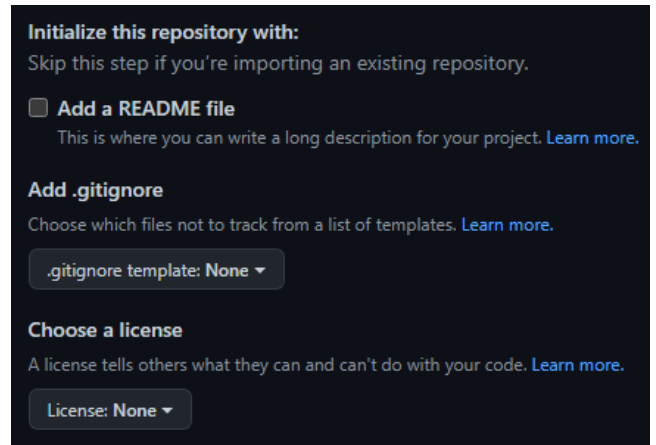 Initialize this repository with:
Skip this step if you're importing an existing repository.
Add a README file
This is where you can write a long description for your project. Learn more.
Add .gitignore
Choose which files not to track from a list of templates. Learn more.
.gitignore template: None
Choose a license
A license tells others what they can and can't do with your code. Learn more.
License: None